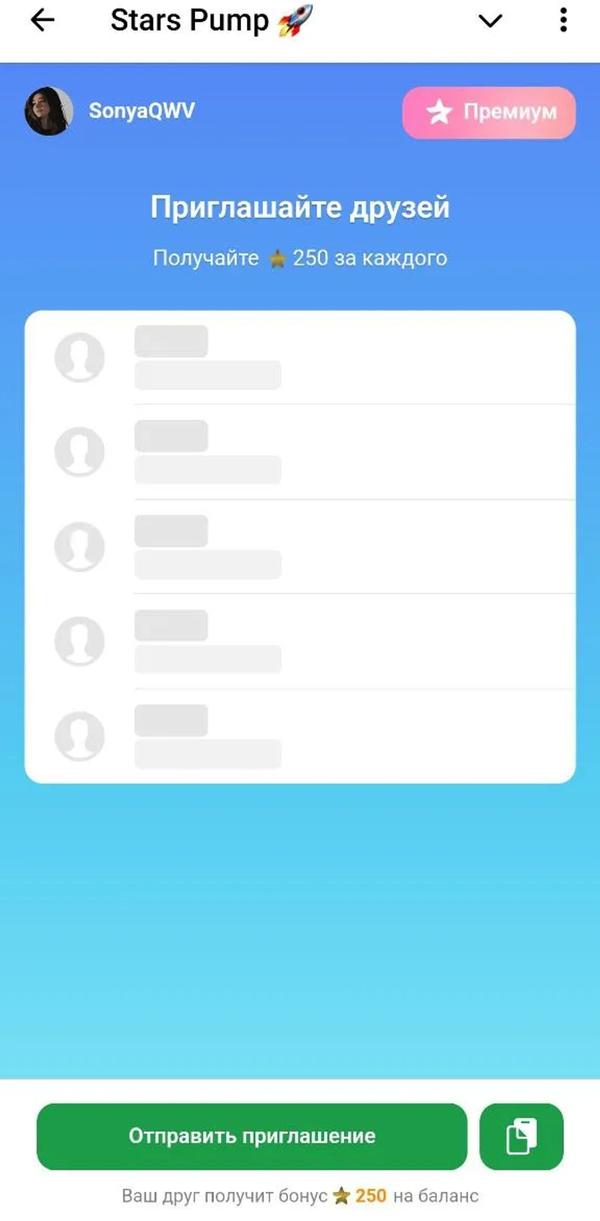 Stars Pump 🚀
SonyaQWV
Премиум
Приглашайте друзей
Получайте ⭐ 250 за каждого
Отправить приглашение
Ваш друг получит бонус ⭐ 250 на баланс